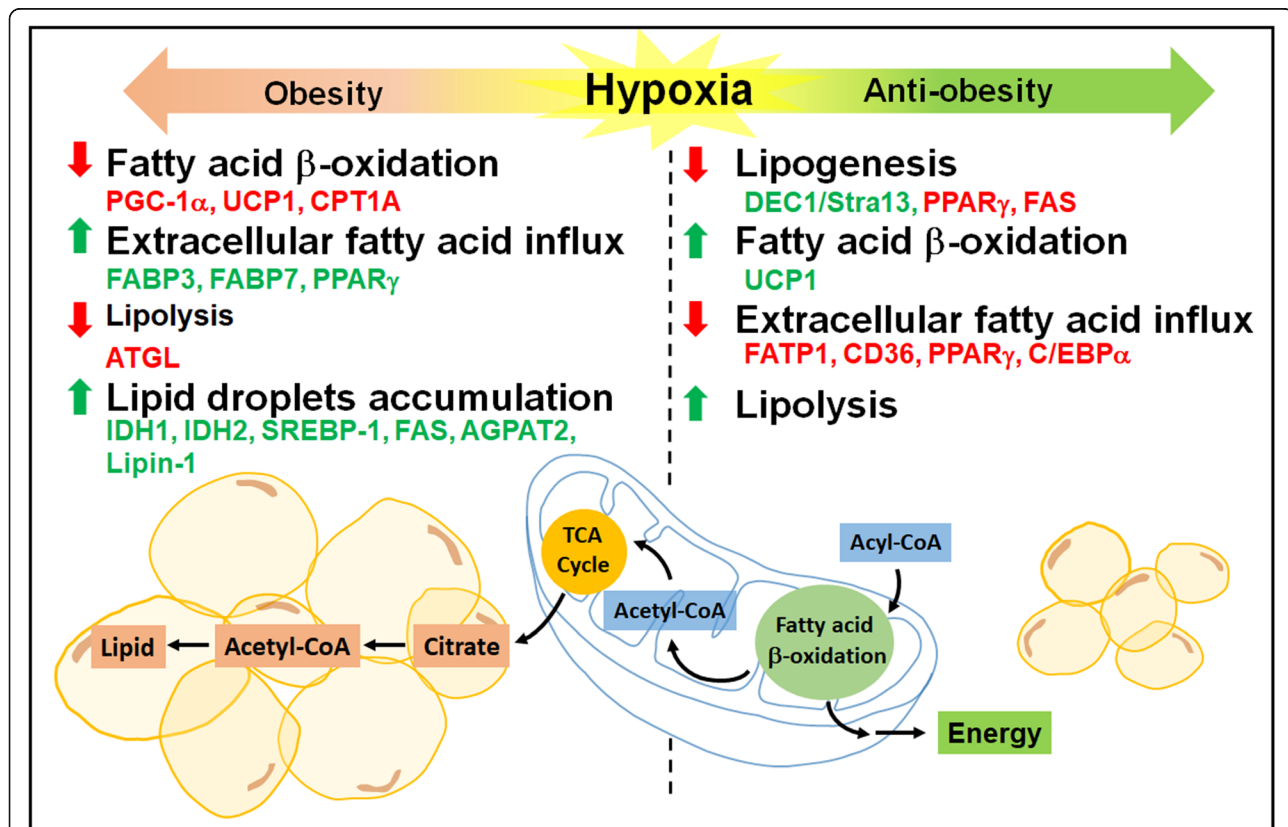 Obesity
Hypoxia
Anti-obesity
Fatty acid β-oxidation
PGC-1α, UCP1, CPT1A
Extracellular fatty acid influx
FABP3, FABP7, PPARγ
Lipolysis
ATGL
Lipid droplets accumulation
IDH1, IDH2, SREBP-1, FAS, AGPAT2,
Lipin-1
Lipogenesis
DEC1/Stra13, PPARγ, FAS
Fatty acid β-oxidation
UCP1
Extracellular fatty acid influx
FATP1, CD36, PPARγ, C/EBPα
Lipolysis
Lipid
Acetyl-CoA
Citrate
TCA
Cycle
Acetyl-CoA
Fatty acid
β-oxidation
Acyl-CoA
Energy